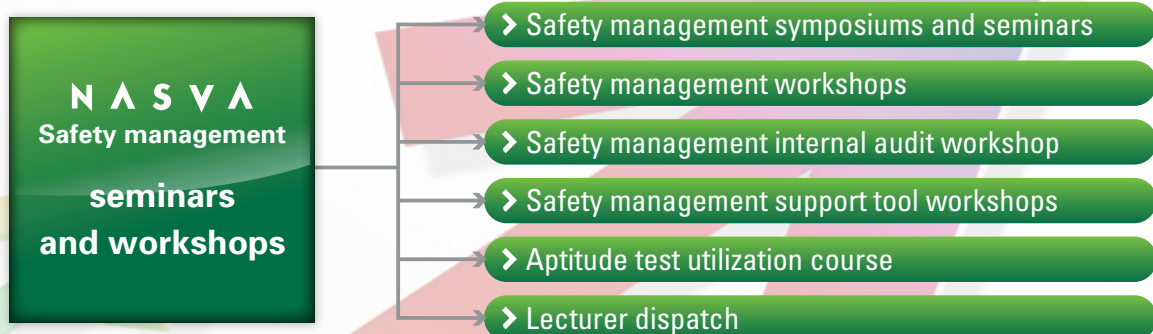 NASVA
Safety management
seminars
and workshops
Safety management symposiums and seminars
Safety management workshops
Safety management internal audit workshop
Safety management support tool workshops
Aptitude test utilization course
Lecturer dispatch